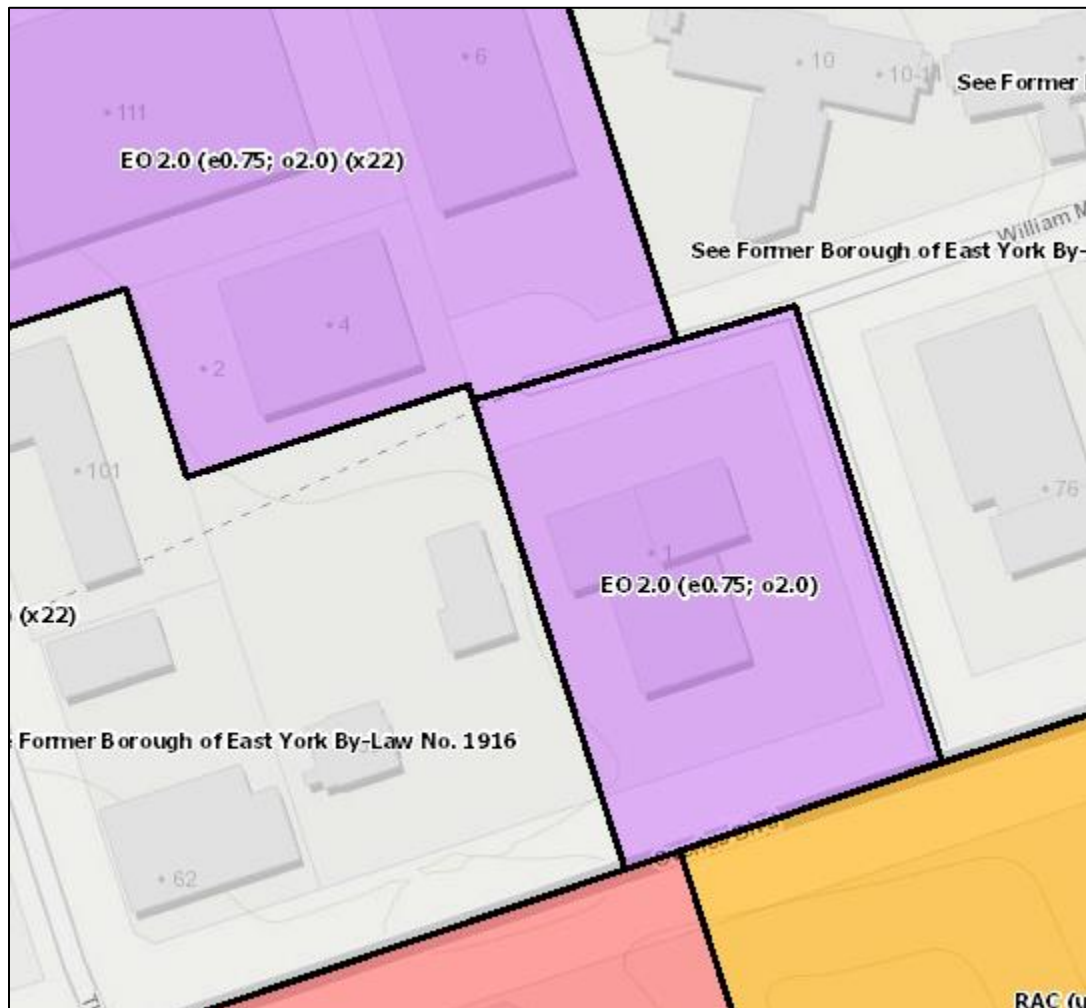 6
10
10-11
See Former
111
EO 2.0 (e0.75; o2.0) (x22)
William M
See Former Borough of East York By-
4
2
101
76
1
EO 2.0 (e0.75; o2.0)
(x22)
Former Borough of East York By-Law No. 1916
62
RAC (u